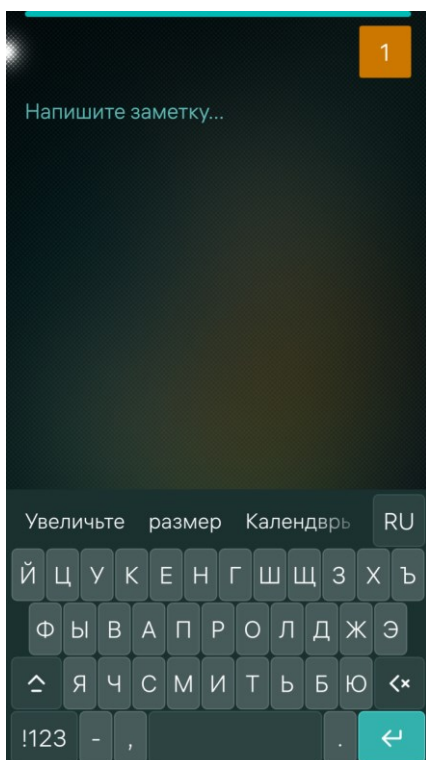 1
Напишите заметку...
Увеличьте размер Календврь RU
Й Ц У К Е Н Г Ш Щ З Х Ъ
Ф Ы В А П Р О Л Д Ж Э
Я Ч С М И Т Ь Б Ю
!123 - , .